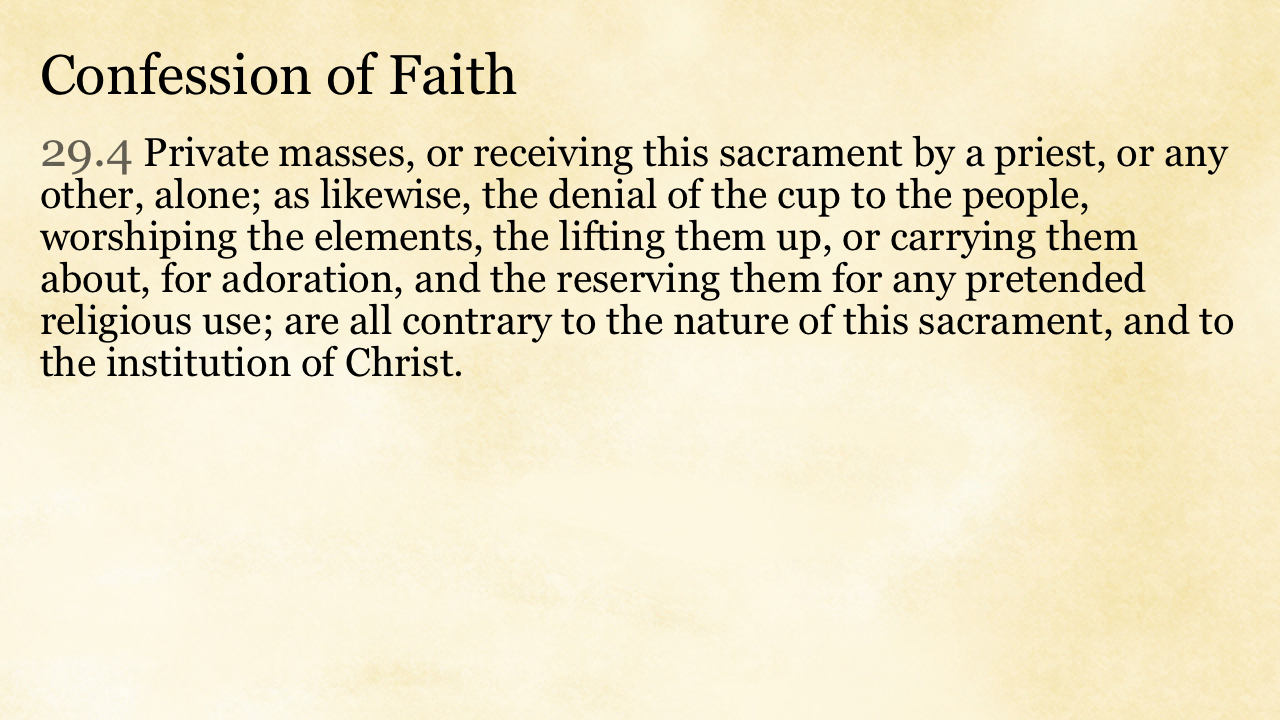 Confession of Faith
29.4 Private masses, or receiving this sacrament by a priest, or any
other, alone; as likewise, the denial of the cup to the people,
worshiping the elements, the lifting them up, or carrying them
about, for adoration, and the reserving them for any pretended
religious use; are all contrary to the nature of this sacrament, and to
the institution of Christ.